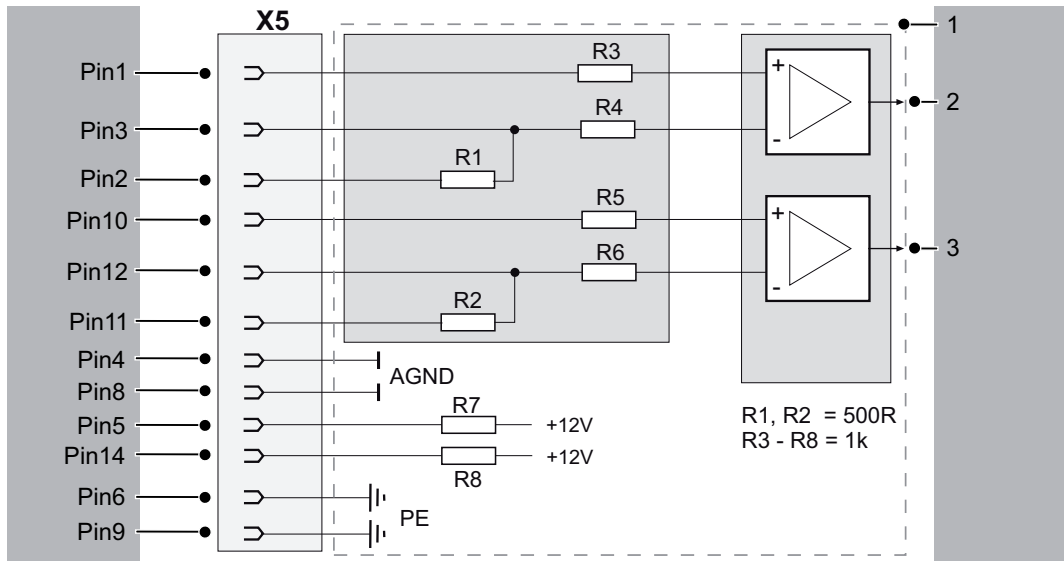 X5
1
Pin1
R3
+
2
Pin3
R4
-
R1
Pin2
R5
Pin10
+
3
Pin12
R6
-
R2
Pin11
Pin4
AGND
Pin8
R7
Pin5
+12V
R1, R2 = 500R
R3 - R8 = 1k
Pin14
+12V
R8
Pin6
PE
Pin9